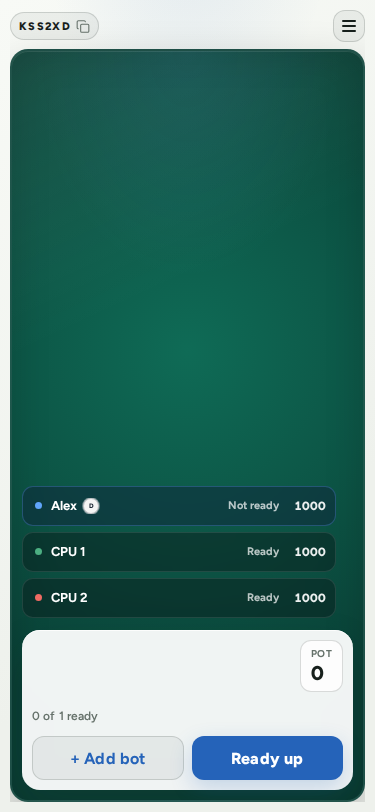 KSS2XD
Alex D Not ready 1000
CPU 1 Ready 1000
CPU 2 Ready 1000
POT
0
0 of 1 ready
+ Add bot Ready up